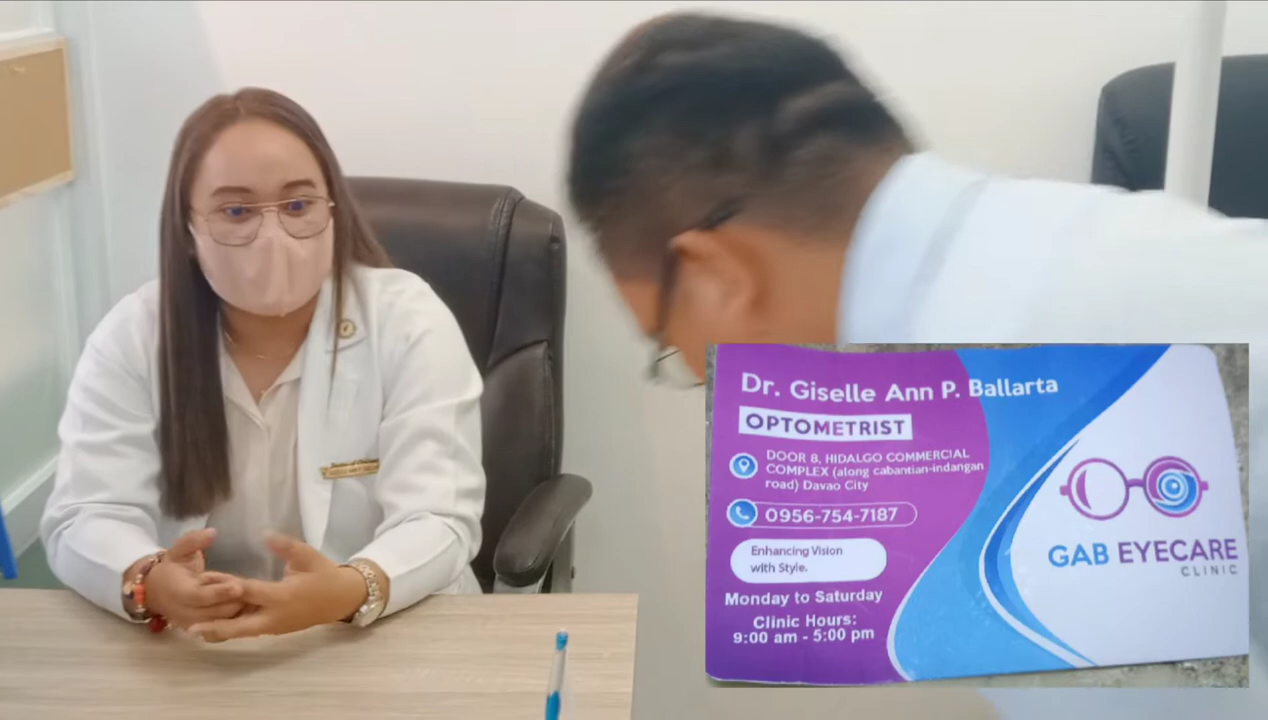 Dr. Giselle Ann P. Ballarta
OPTOMETRIST
DOOR 8, HIDALGO COMMERCIAL
COMPLEX (along cabantian-indangan
road) Davao City
0956-754-7187
Enhancing Vision
with Style.
Monday to Saturday
Clinic Hours:
9:00 am - 5:00 pm
GAB EYECARE
CLINIC